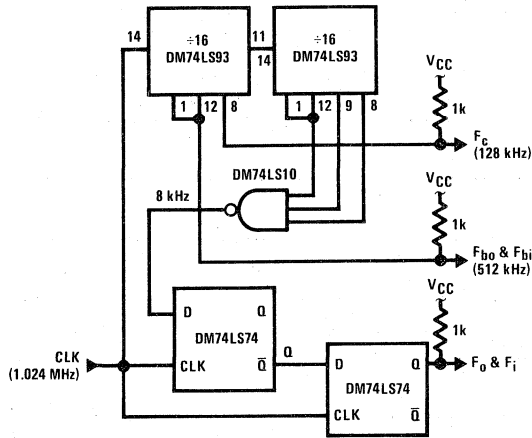 14
÷16
DM74LS93
11
14
÷16
DM74LS93
1
12
8
1
12
9
8
VCC
1k
Fc
(128 kHz)
DM74LS10
8 kHz
VCC
1k
Fbo & Fbi
(512 kHz)
VCC
1k
Fo & Fi
D
Q
DM74LS74
CLK
Q̅
Q
CLK
(1.024 MHz)
D
Q
DM74LS74
CLK
Q̅